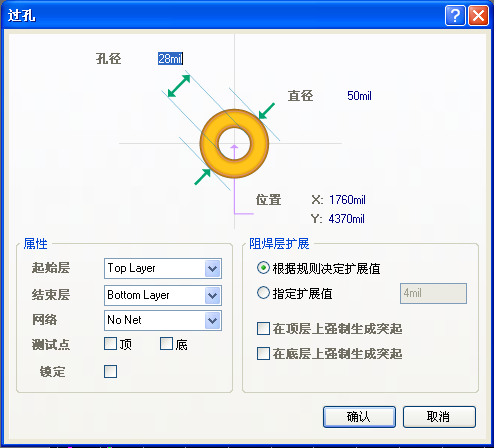 过孔
孔径 28mil
直径 50mil
位置 X: 1760mil
Y: 4370mil
属性
起始层 Top Layer
结束层 Bottom Layer
网络 No Net
测试点 顶 底
锁定
阻焊层扩展
根据规则决定扩展值
指定扩展值 4mil
在顶层上强制生成突起
在底层上强制生成突起
确认 取消